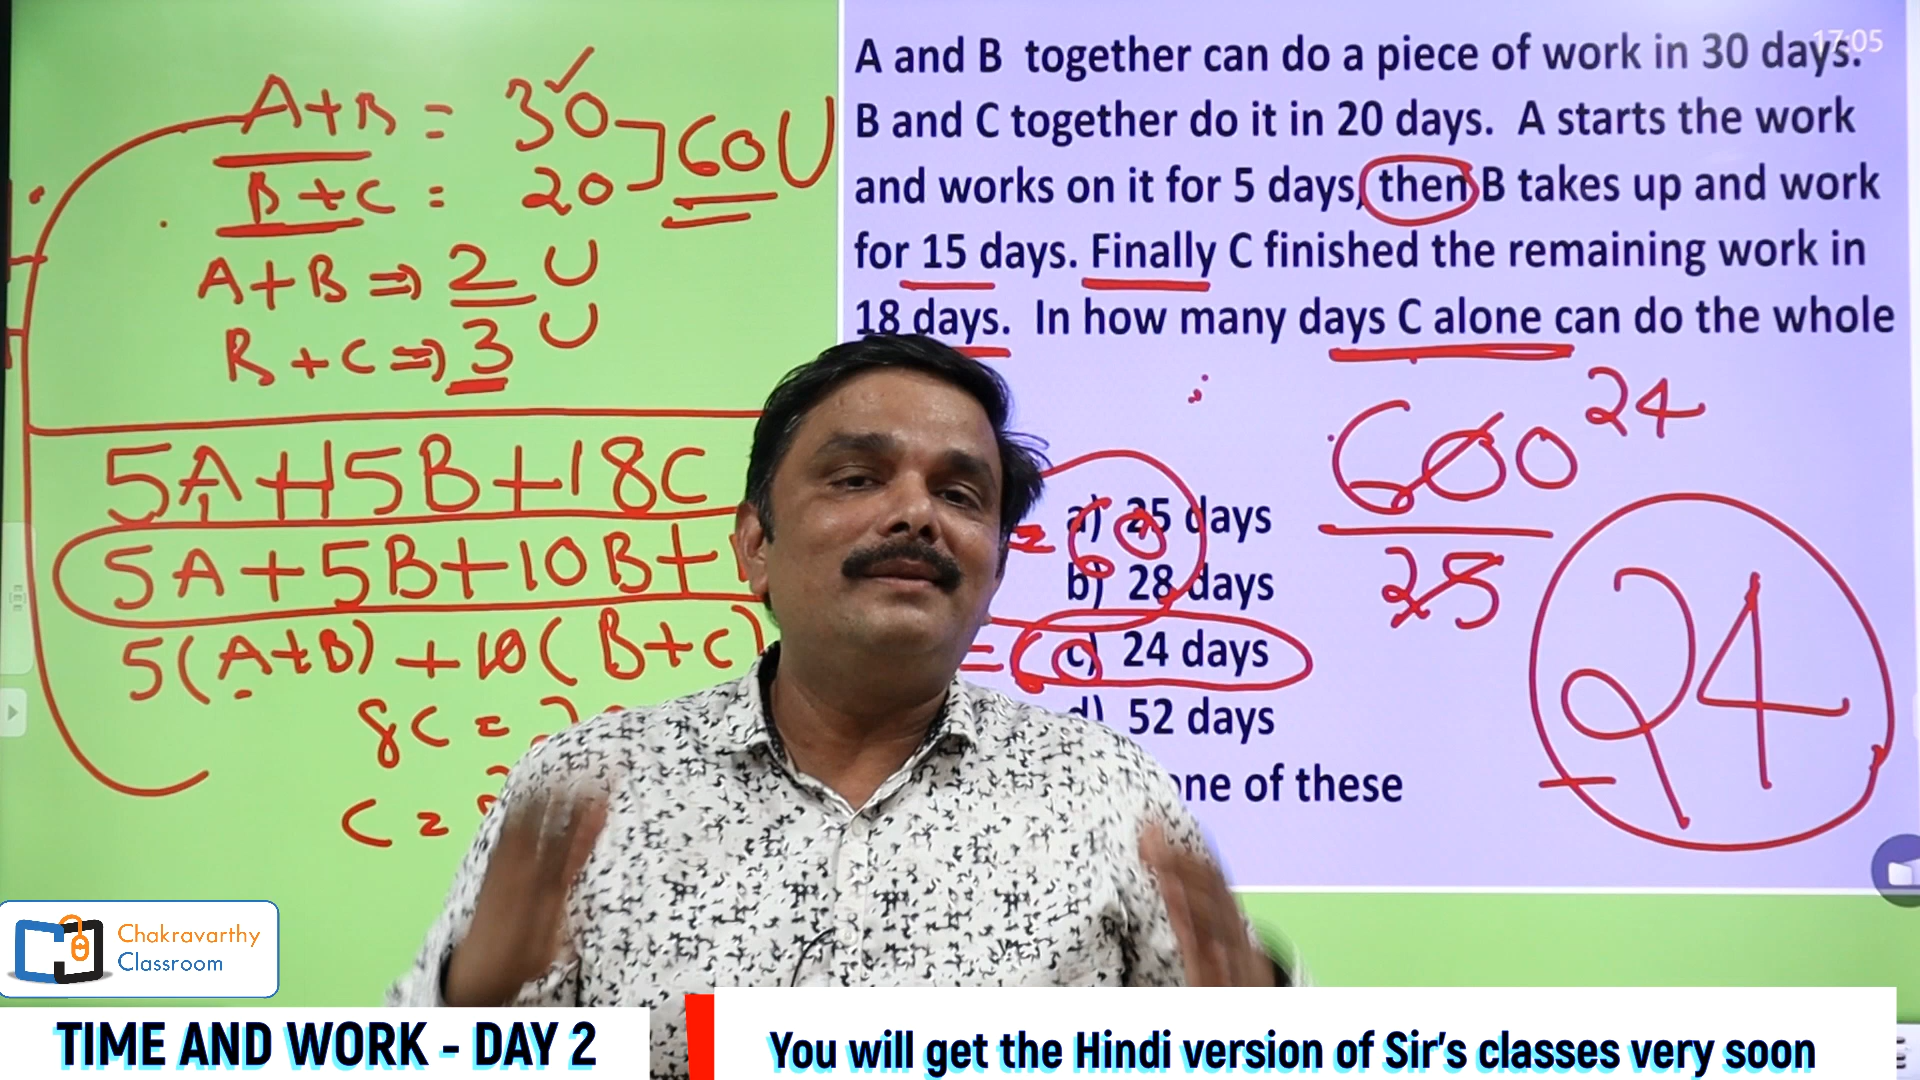 A+B = 30
B+C = 20
60U
A+B ⇒ 2 U
B+C ⇒ 3 U
5A+15B+18C
= 60
5A+5B+10B+
5(A+B) + 10(B+C)
= 60
8C =
C =
17:05
A and B together can do a piece of work in 30 days.
B and C together do it in 20 days. A starts the work
and works on it for 5 days, then B takes up and work
for 15 days. Finally C finished the remaining work in
18 days. In how many days C alone can do the whole
a) 25 days
b) 28 days
c) 24 days
d) 52 days
one of these
600 24
25
24
Chakravarthy
Classroom
TIME AND WORK - DAY 2
You will get the Hindi version of Sir's classes very soon